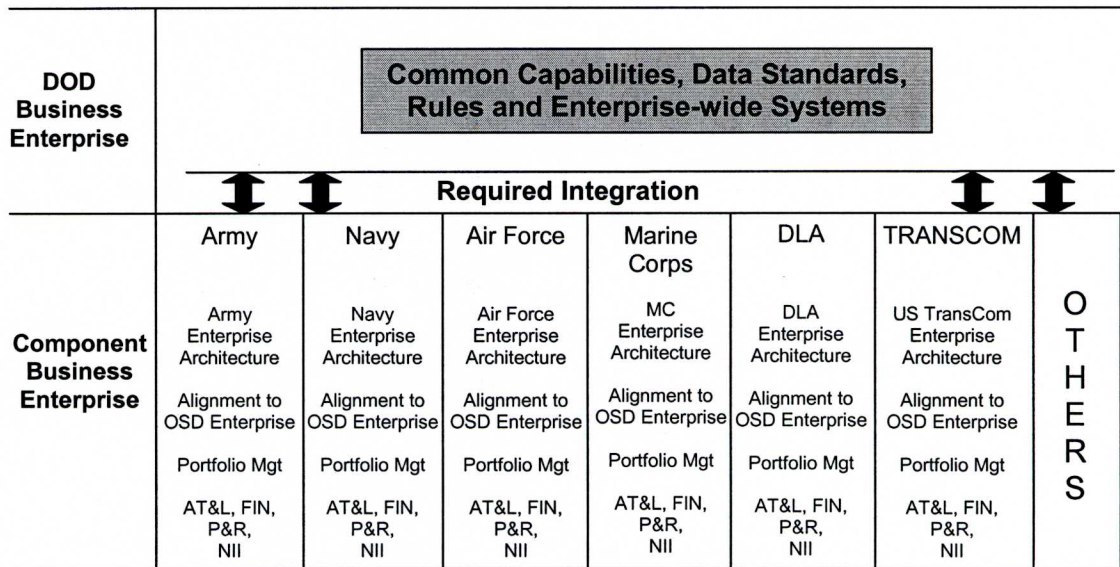 DOD
Business
Enterprise
Common Capabilities, Data Standards,
Rules and Enterprise-wide Systems
Required Integration
Component
Business
Enterprise
Army
Army
Enterprise
Architecture
Alignment to
OSD Enterprise
Portfolio Mgt
AT&L, FIN,
P&R,
NII
Navy
Navy
Enterprise
Architecture
Alignment to
OSD Enterprise
Portfolio Mgt
AT&L, FIN,
P&R,
NII
Air Force
Air Force
Enterprise
Architecture
Alignment to
OSD Enterprise
Portfolio Mgt
AT&L, FIN,
P&R,
NII
Marine
Corps
MC
Enterprise
Architecture
Alignment to
OSD Enterprise
Portfolio Mgt
AT&L, FIN,
P&R,
NII
DLA
DLA
Enterprise
Architecture
Alignment to
OSD Enterprise
Portfolio Mgt
AT&L, FIN,
P&R,
NII
TRANSCOM
US TransCom
Enterprise
Architecture
Alignment to
OSD Enterprise
Portfolio Mgt
AT&L, FIN,
P&R,
NII
OTHERS